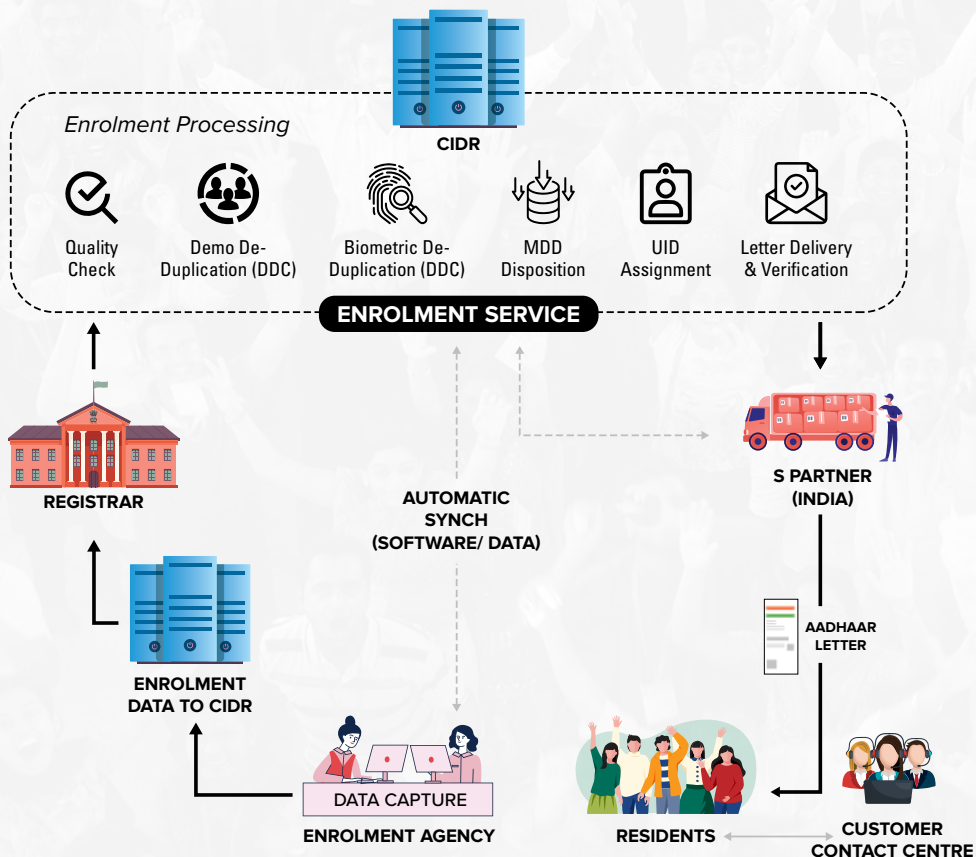 CIDR
Enrolment Processing
Quality
Check
Demo De-
Duplication (DDC)
Biometric De-
Duplication (DDC)
MDD
Disposition
UID
Assignment
Letter Delivery
& Verification
ENROLMENT SERVICE
REGISTRAR
AUTOMATIC
SYNCH
(SOFTWARE/ DATA)
S PARTNER
(INDIA)
AADHAAR
LETTER
ENROLMENT
DATA TO CIDR
DATA CAPTURE
ENROLMENT AGENCY
RESIDENTS
CUSTOMER
CONTACT CENTRE